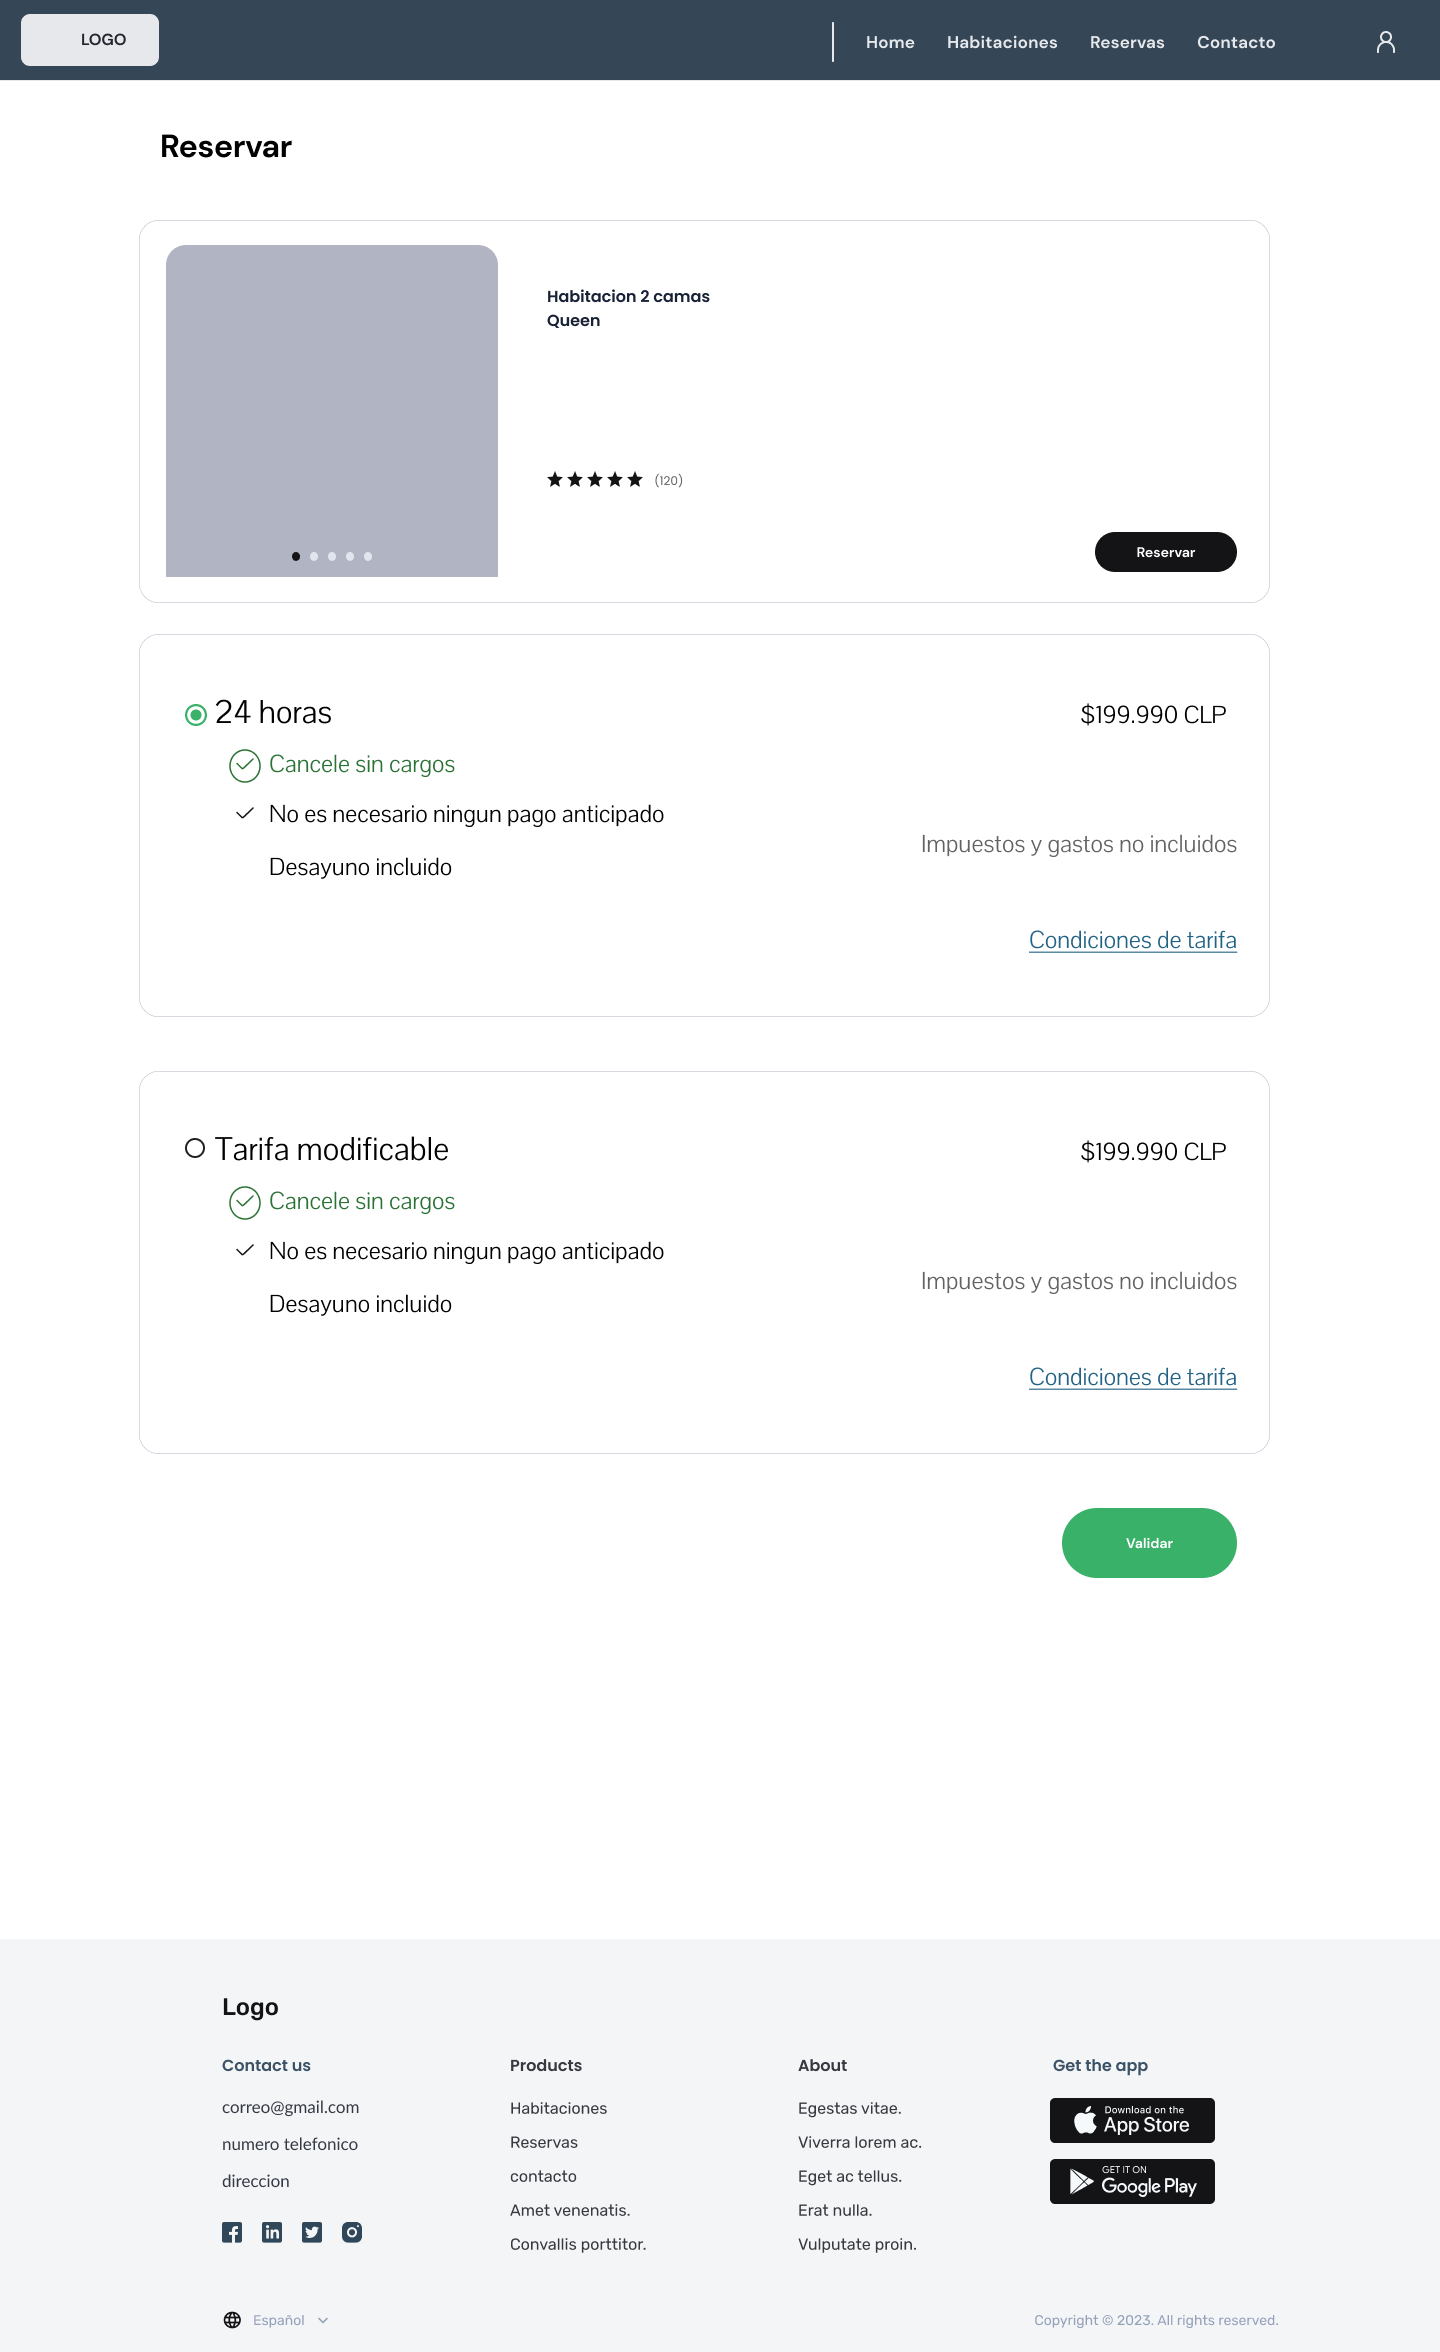 LOGO
Home
Habitaciones
Reservas
Contacto
Reservar
Habitacion 2 camas
Queen
(120)
Reservar
24 horas
$199.990 CLP
Cancele sin cargos
No es necesario ningun pago anticipado
Impuestos y gastos no incluidos
Desayuno incluido
Condiciones de tarifa
Tarifa modificable
$199.990 CLP
Cancele sin cargos
No es necesario ningun pago anticipado
Impuestos y gastos no incluidos
Desayuno incluido
Condiciones de tarifa
Validar
Logo
Contact us
correo@gmail.com
numero telefonico
direccion
Products
Habitaciones
Reservas
contacto
Amet venenatis.
Convallis porttitor.
About
Egestas vitae.
Viverra lorem ac.
Eget ac tellus.
Erat nulla.
Vulputate proin.
Get the app
Download on the
App Store
GET IT ON
Google Play
Español
Copyright © 2023. All rights reserved.